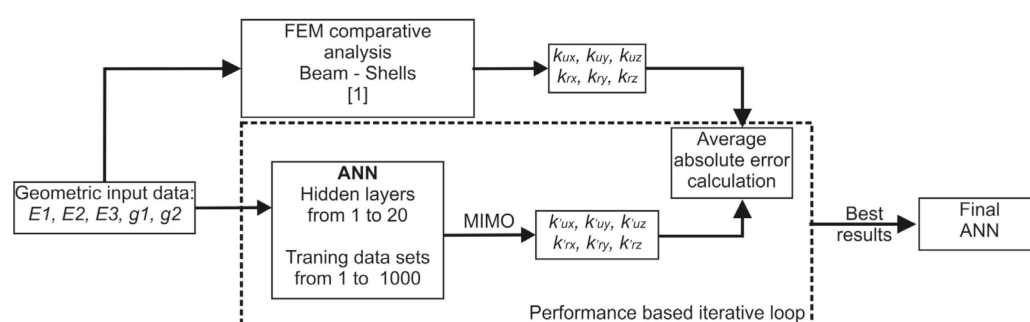 FEM comparative
analysis
Beam - Shells
[1]
kux, kuy, kuz
krx, kry, krz
Average
absolute error
calculation
Geometric input data:
E1, E2, E3, g1, g2
ANN
Hidden layers
from 1 to 20
Traning data sets
from 1 to 1000
MIMO
k'ux, k'uy, k'uz
k'rx, k'ry, k'rz
Best
results
Final
ANN
Performance based iterative loop